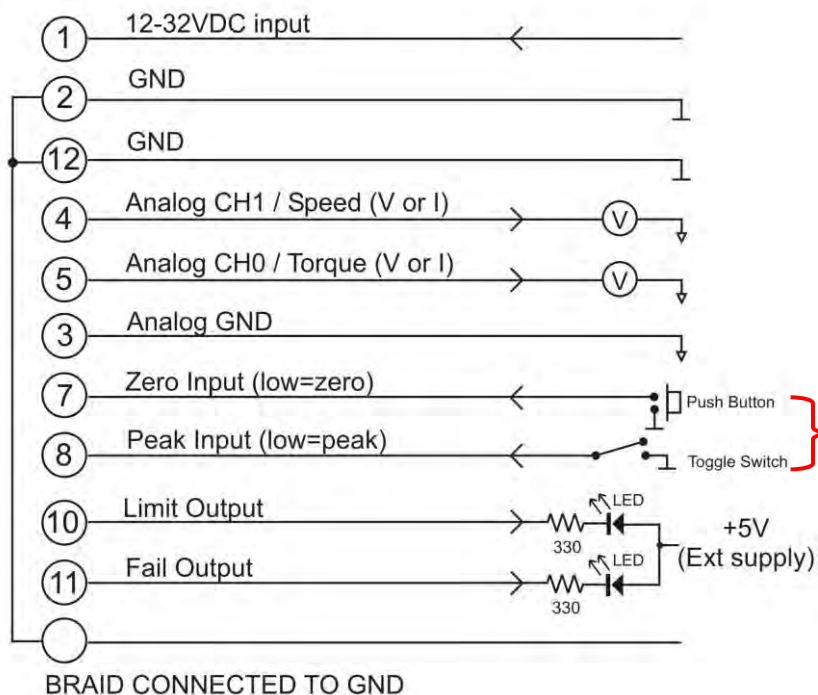 1 12-32VDC input
2 GND
12 GND
4 Analog CH1 / Speed (V or I) V
5 Analog CH0 / Torque (V or I) V
3 Analog GND
7 Zero Input (low=zero) Push Button
8 Peak Input (low=peak) Toggle Switch
10 Limit Output 330 LED
+5V
(Ext supply)
11 Fail Output 330 LED
BRAID CONNECTED TO GND